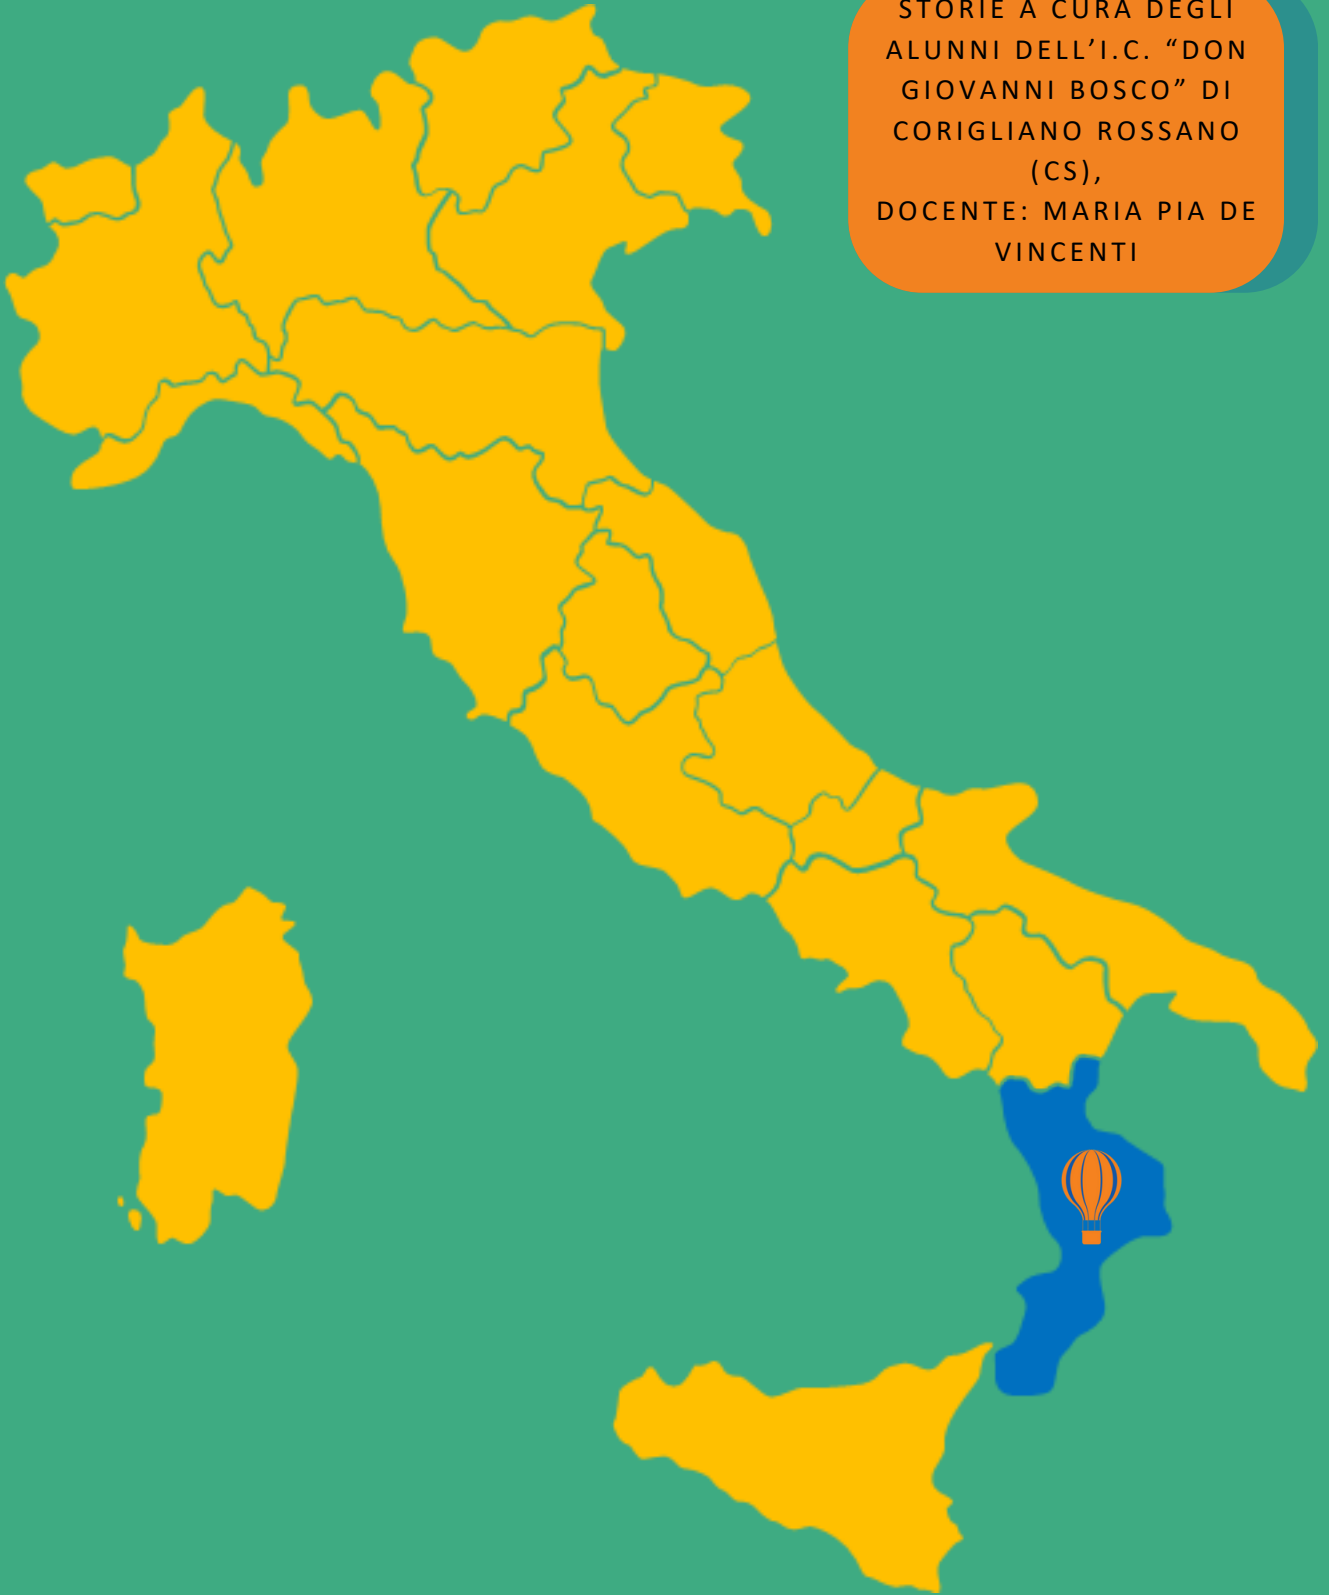 STORIE A CURA DEGLI
ALUNNI DELL’I.C. “DON
GIOVANNI BOSCO” DI
CORIGLIANO ROSSANO
(CS),
DOCENTE: MARIA PIA DE
VINCENTI